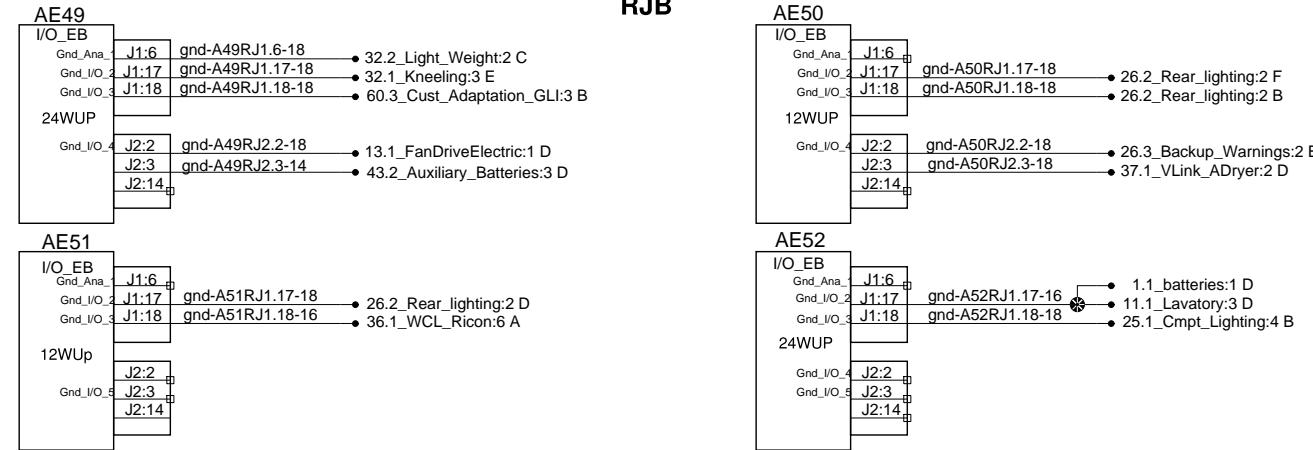 RJB
AE49
I/O_EB
Gnd_Ana_1 J1:6 gnd-A49RJ1.6-18 32.2_Light_Weight:2 C
Gnd_I/O_2 J1:17 gnd-A49RJ1.17-18 32.1_Kneeling:3 E
Gnd_I/O_3 J1:18 gnd-A49RJ1.18-18 60.3_Cust_Adaptation_GLI:3 B
24WUP
Gnd_I/O_4 J2:2 gnd-A49RJ2.2-18 13.1_FanDriveElectric:1 D
J2:3 gnd-A49RJ2.3-14 43.2_Auxiliary_Batteries:3 D
J2:14
AE50
I/O_EB
Gnd_Ana_ J1:6
Gnd_I/O_2 J1:17 gnd-A50RJ1.17-18 26.2_Rear_lighting:2 F
Gnd_I/O_3 J1:18 gnd-A50RJ1.18-18 26.2_Rear_lighting:2 B
12WUP
Gnd_I/O_4 J2:2 gnd-A50RJ2.2-18 26.3_Backup_Warnings:2
J2:3 gnd-A50RJ2.3-18 37.1_VLink_ADryer:2 D
J2:14
AE51
I/O_EB
Gnd_Ana_ J1:6
Gnd_I/O_2 J1:17 gnd-A51RJ1.17-18 26.2_Rear_lighting:2 D
Gnd_I/O_3 J1:18 gnd-A51RJ1.18-16 36.1_WCL_Ricon:6 A
12WUp
J2:2
Gnd_I/O_5 J2:3
J2:14
AE52
I/O_EB
1.1_batteries:1 D
Gnd_Ana_ J1:6
Gnd_I/O_2 J1:17 gnd-A52RJ1.17-16 11.1_Lavatory:3 D
Gnd_I/O_3 J1:18 gnd-A52RJ1.18-18 25.1_Cmpt_Lighting:4 B
24WUP
Gnd_I/O_4 J2:2
Gnd_I/O_5 J2:3
J2:14